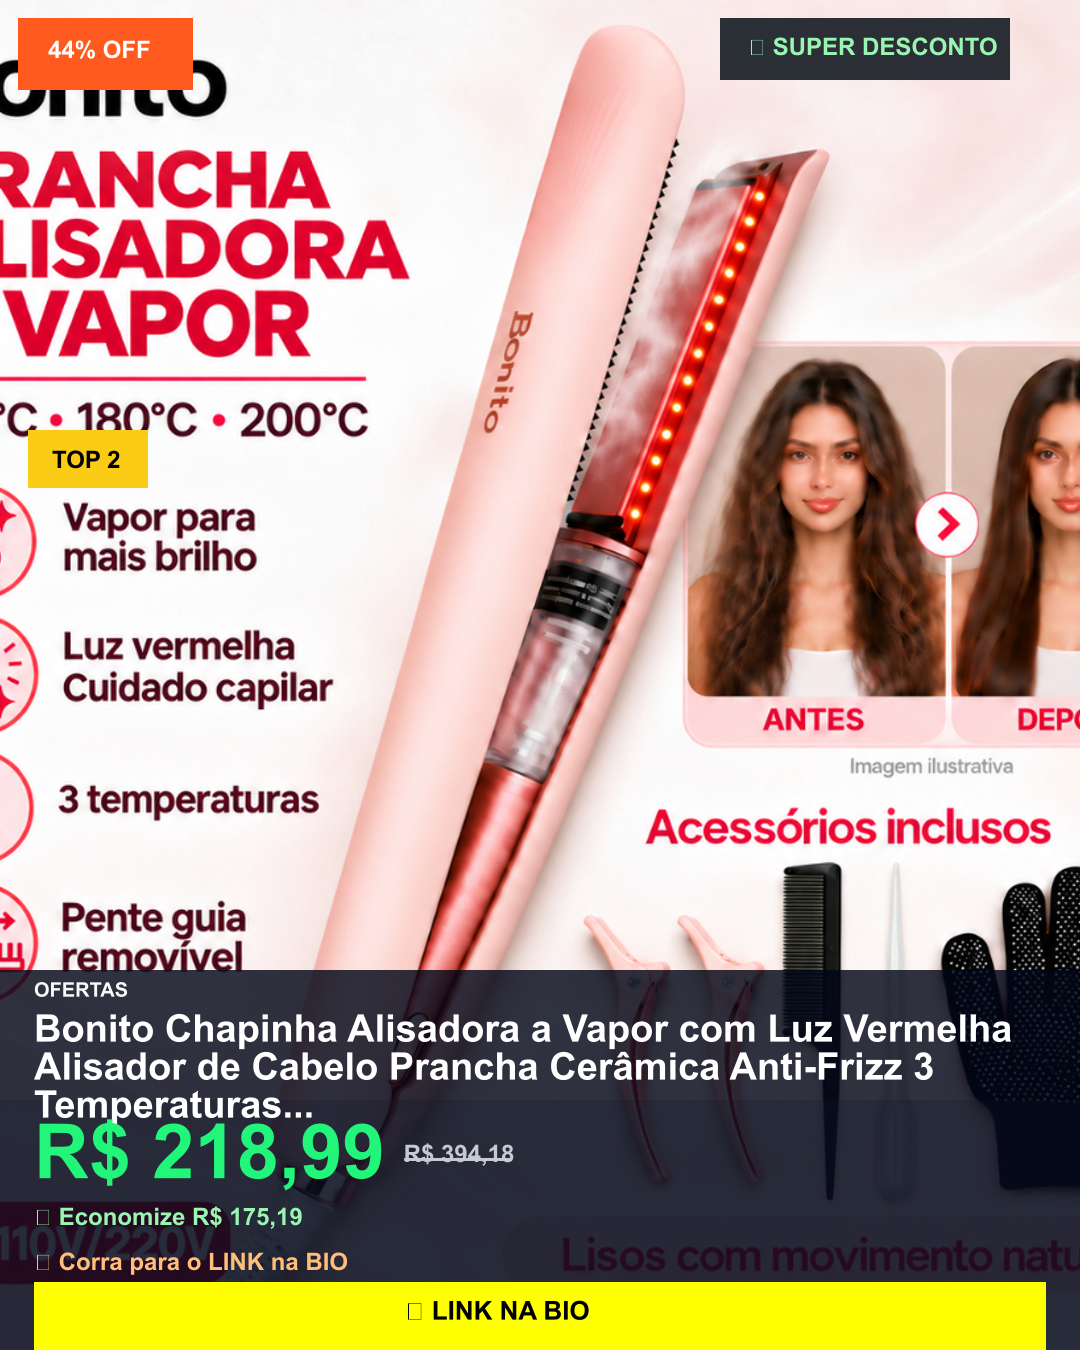 44% OFF
SUPER DESCONTO
onito
RANCHA
LISADORA
VAPOR
°C • 180°C • 200°C
TOP 2
Vapor para
mais brilho
Luz vermelha
Cuidado capilar
3 temperaturas
Pente guia
removível
Bonito
ANTES
DEPO
Imagem ilustrativa
Acessórios inclusos
OFERTAS
Bonito Chapinha Alisadora a Vapor com Luz Vermelha
Alisador de Cabelo Prancha Cerâmica Anti-Frizz 3
Temperaturas...
R$ 218,99 R$ 394,18
Economize R$ 175,19
110V/220V
Corra para o LINK na BIO
Lisos com movimento natu
LINK NA BIO